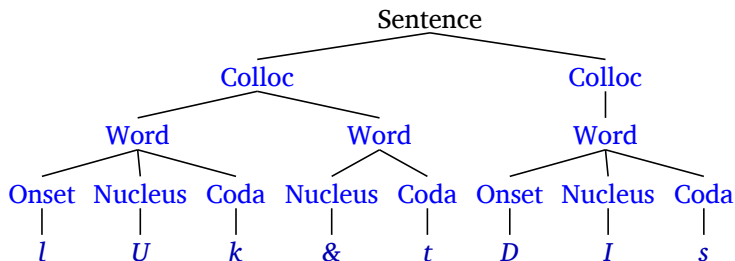 Sentence
Colloc Colloc
Word Word Word
Onset Nucleus Coda Nucleus Coda Onset Nucleus Coda
l U k & t D I s